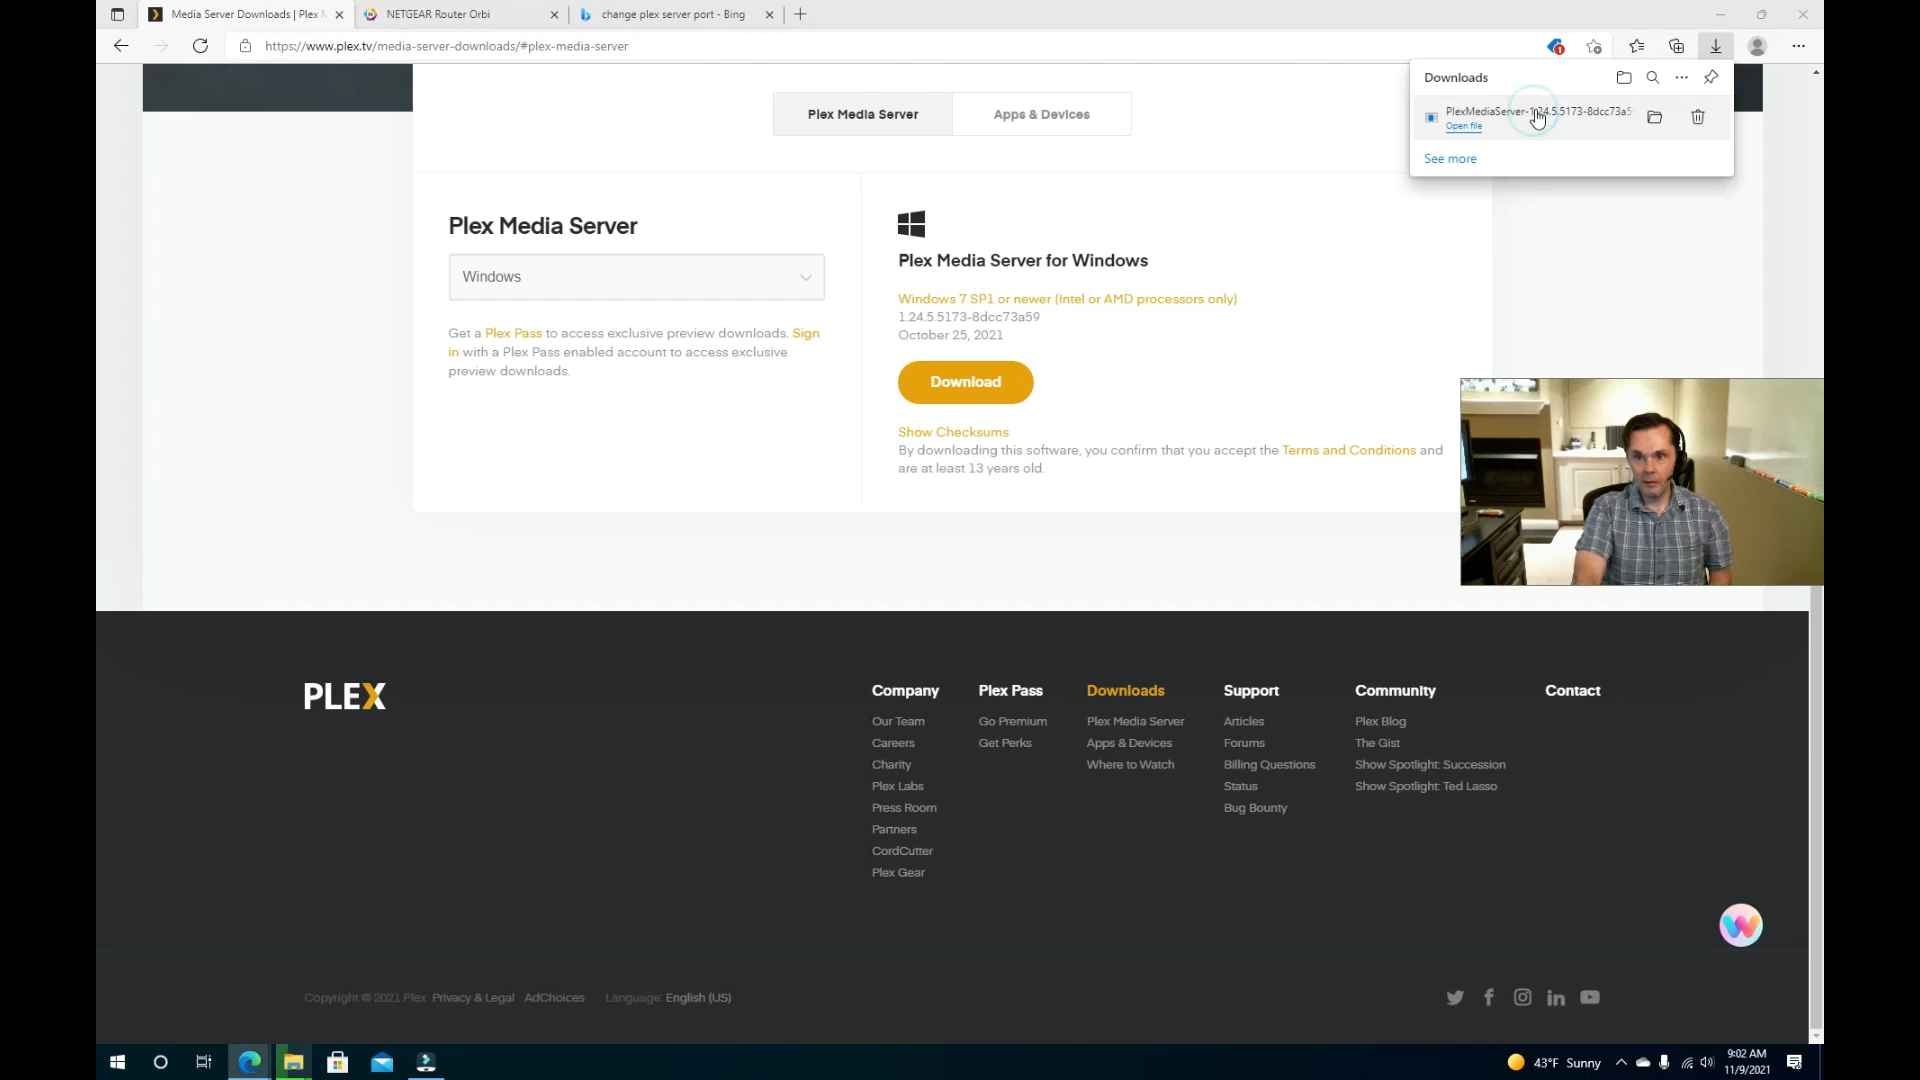 Media Server Downloads | Plex
NETGEAR Router Orbi
change plex server port - Bing
https://www.plex.tv/media-server-downloads/#plex-media-server
1
Downloads
PlexMediaServer-1.24.5.5173-8dcc73a5
Open file
See more
Plex Media Server
Apps & Devices
Plex Media Server
Windows
Get a Plex Pass to access exclusive preview downloads. Sign
in with a Plex Pass enabled account to access exclusive
preview downloads.
Plex Media Server for Windows
Windows 7 SP1 or newer (Intel or AMD processors only)
1.24.5.5173-8dcc73a59
October 25, 2021
Download
Show Checksums
By downloading this software, you confirm that you accept the Terms and Conditions and
are at least 13 years old.
PLEX
Company
Our Team
Careers
Charity
Plex Labs
Press Room
Partners
CordCutter
Plex Gear
Plex Pass
Go Premium
Get Perks
Downloads
Plex Media Server
Apps & Devices
Where to Watch
Support
Articles
Forums
Billing Questions
Status
Bug Bounty
Community
Plex Blog
The Gist
Show Spotlight: Succession
Show Spotlight: Ted Lasso
Contact
Copyright © 2021 Plex Privacy & Legal AdChoices Language: English (US)
43°F Sunny
9:02 AM
11/9/2021